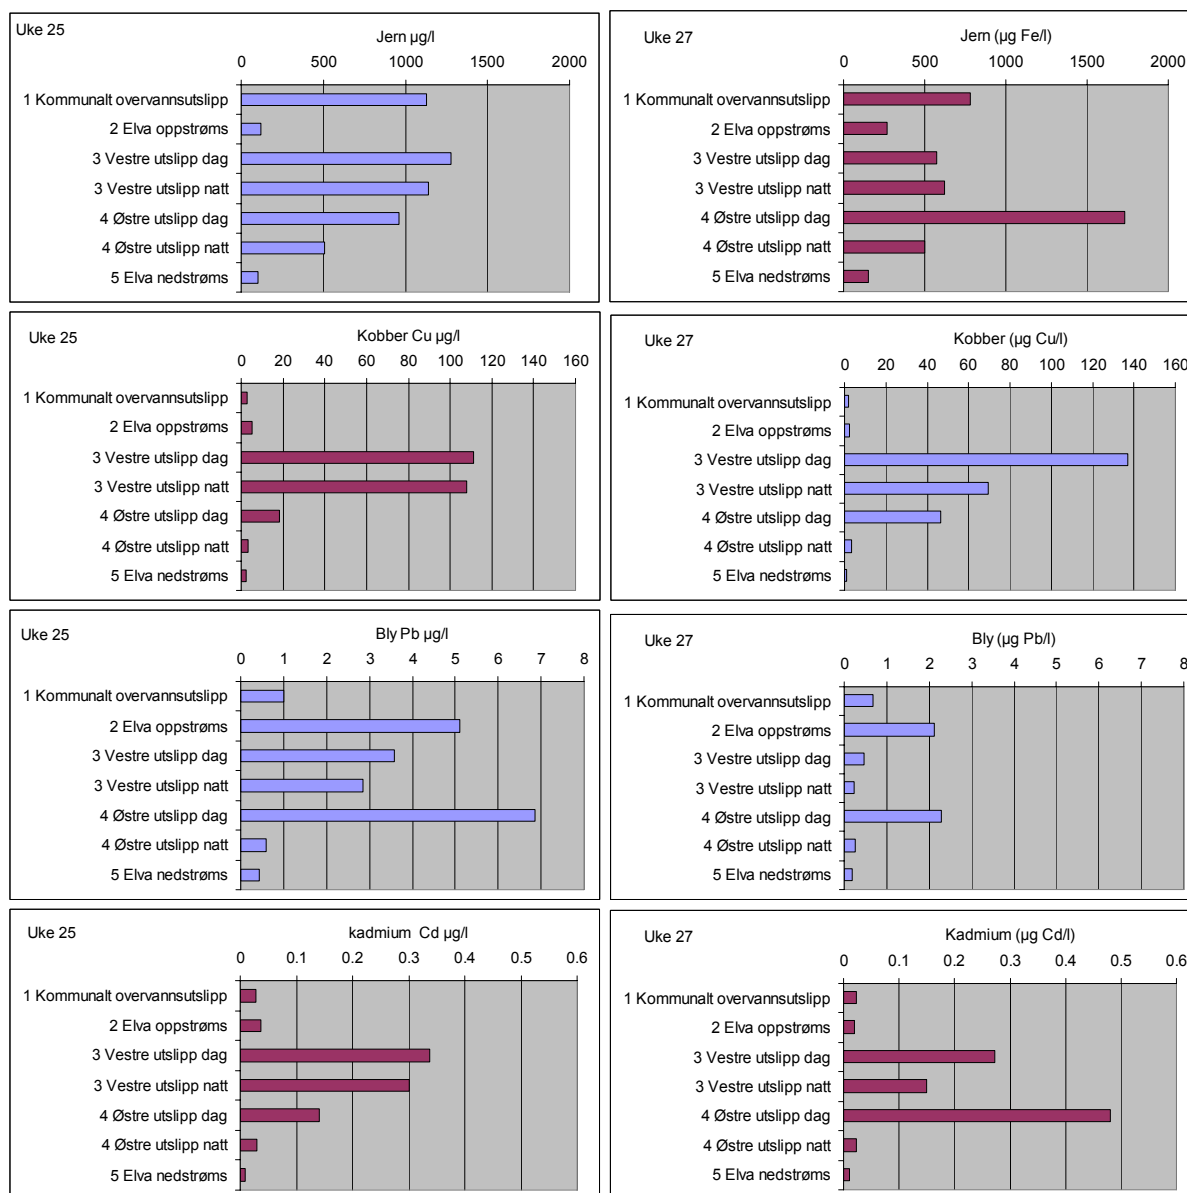 Uke 25
Jern µg/l
0 500 1000 1500 2000
1 Kommunalt overvannsutslipp
2 Elva oppstrøms
3 Vestre utslipp dag
3 Vestre utslipp natt
4 Østre utslipp dag
4 Østre utslipp natt
5 Elva nedstrøms
Uke 27
Jern (µg Fe/l)
0 500 1000 1500 2000
1 Kommunalt overvannsutslipp
2 Elva oppstrøms
3 Vestre utslipp dag
3 Vestre utslipp natt
4 Østre utslipp dag
4 Østre utslipp natt
5 Elva nedstrøms
Uke 25
Kobber Cu µg/l
0 20 40 60 80 100 120 140 160
1 Kommunalt overvannsutslipp
2 Elva oppstrøms
3 Vestre utslipp dag
3 Vestre utslipp natt
4 Østre utslipp dag
4 Østre utslipp natt
5 Elva nedstrøms
Uke 27
Kobber (µg Cu/l)
0 20 40 60 80 100 120 140 160
1 Kommunalt overvannsutslipp
2 Elva oppstrøms
3 Vestre utslipp dag
3 Vestre utslipp natt
4 Østre utslipp dag
4 Østre utslipp natt
5 Elva nedstrøms
Uke 25
Bly Pb µg/l
0 1 2 3 4 5 6 7 8
1 Kommunalt overvannsutslipp
2 Elva oppstrøms
3 Vestre utslipp dag
3 Vestre utslipp natt
4 Østre utslipp dag
4 Østre utslipp natt
5 Elva nedstrøms
Uke 27
Bly (µg Pb/l)
0 1 2 3 4 5 6 7 8
1 Kommunalt overvannsutslipp
2 Elva oppstrøms
3 Vestre utslipp dag
3 Vestre utslipp natt
4 Østre utslipp dag
4 Østre utslipp natt
5 Elva nedstrøms
Uke 25
kadmium Cd µg/l
0 0.1 0.2 0.3 0.4 0.5 0.6
1 Kommunalt overvannsutslipp
2 Elva oppstrøms
3 Vestre utslipp dag
3 Vestre utslipp natt
4 Østre utslipp dag
4 Østre utslipp natt
5 Elva nedstrøms
Uke 27
Kadmium (µg Cd/l)
0 0.1 0.2 0.3 0.4 0.5 0.6
1 Kommunalt overvannsutslipp
2 Elva oppstrøms
3 Vestre utslipp dag
3 Vestre utslipp natt
4 Østre utslipp dag
4 Østre utslipp natt
5 Elva nedstrøms